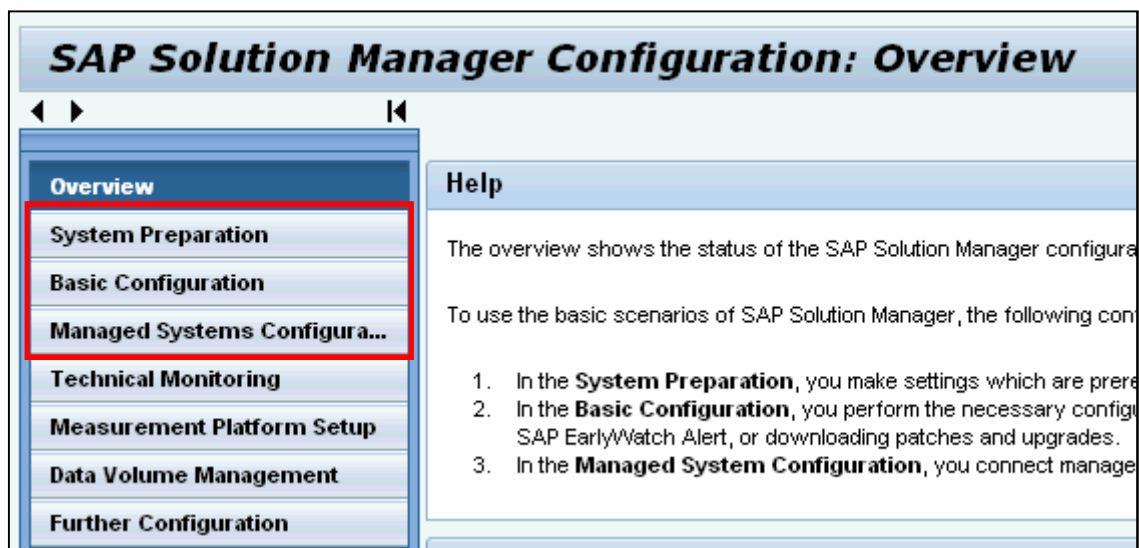 SAP Solution Manager Configuration: Overview
Overview
System Preparation
Basic Configuration
Managed Systems Configura...
Technical Monitoring
Measurement Platform Setup
Data Volume Management
Further Configuration
Help
The overview shows the status of the SAP Solution Manager configura
To use the basic scenarios of SAP Solution Manager, the following con
1. In the System Preparation, you make settings which are prere
2. In the Basic Configuration, you perform the necessary config
SAP EarlyWatch Alert, or downloading patches and upgrades.
3. In the Managed System Configuration, you connect manage